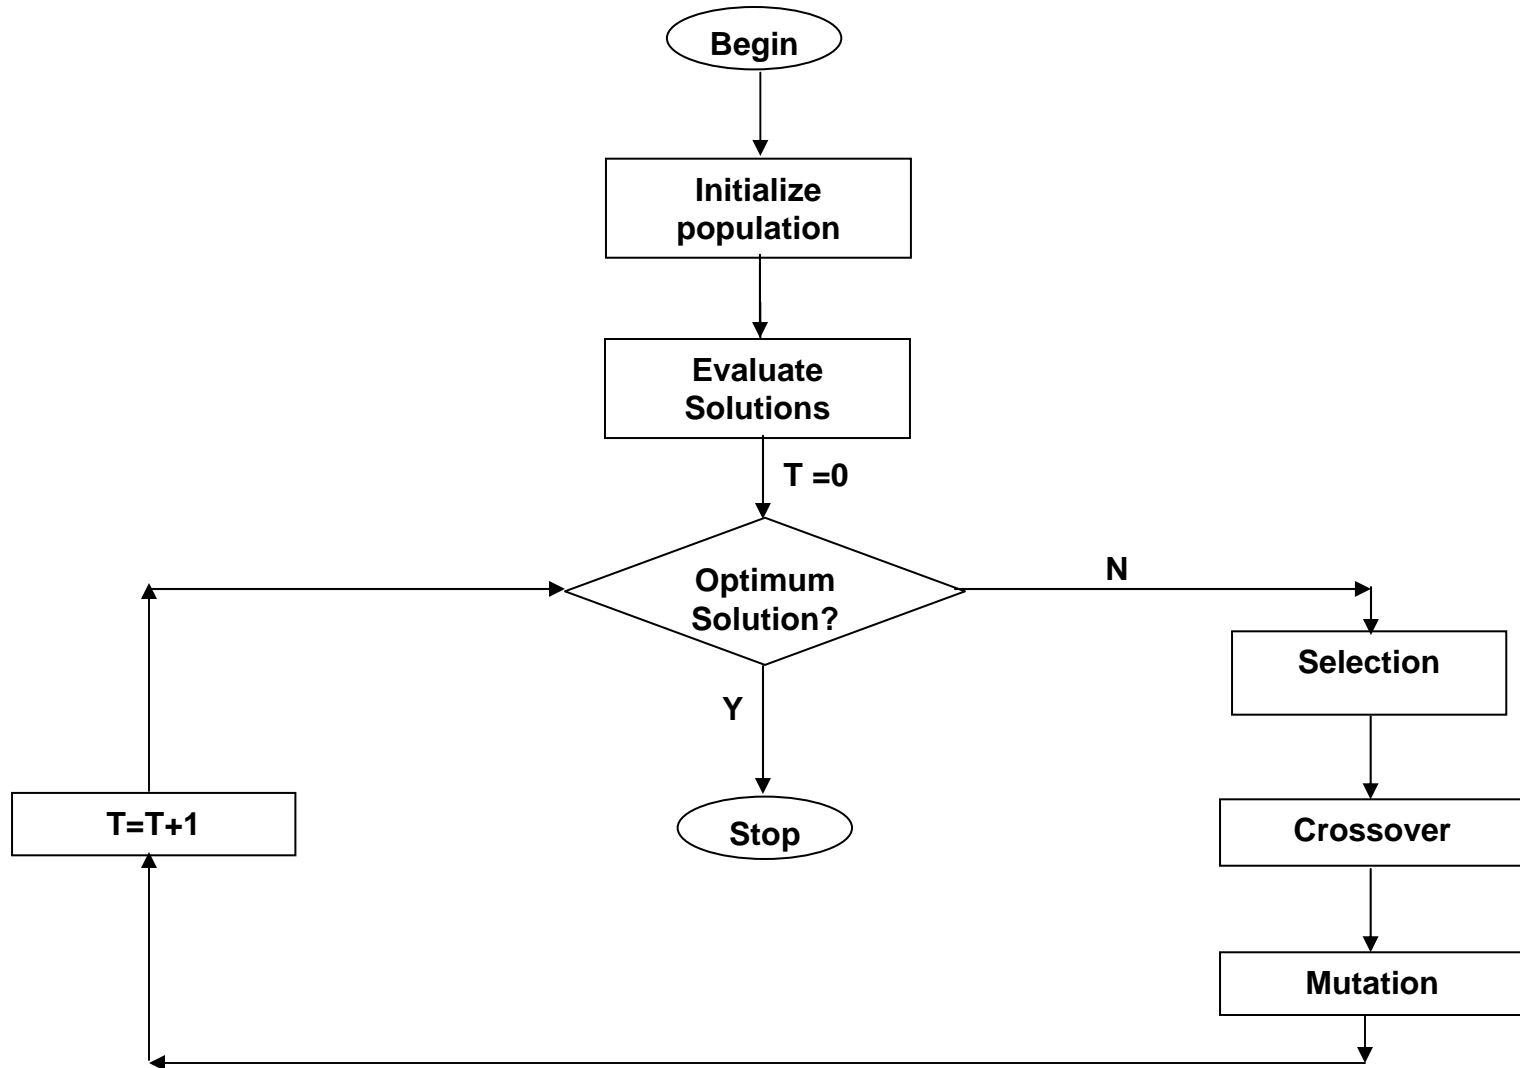 Begin
Initialize
population
Evaluate
Solutions
T =0
Optimum
Solution?
N
Selection
Y
T=T+1
Stop
Crossover
Mutation